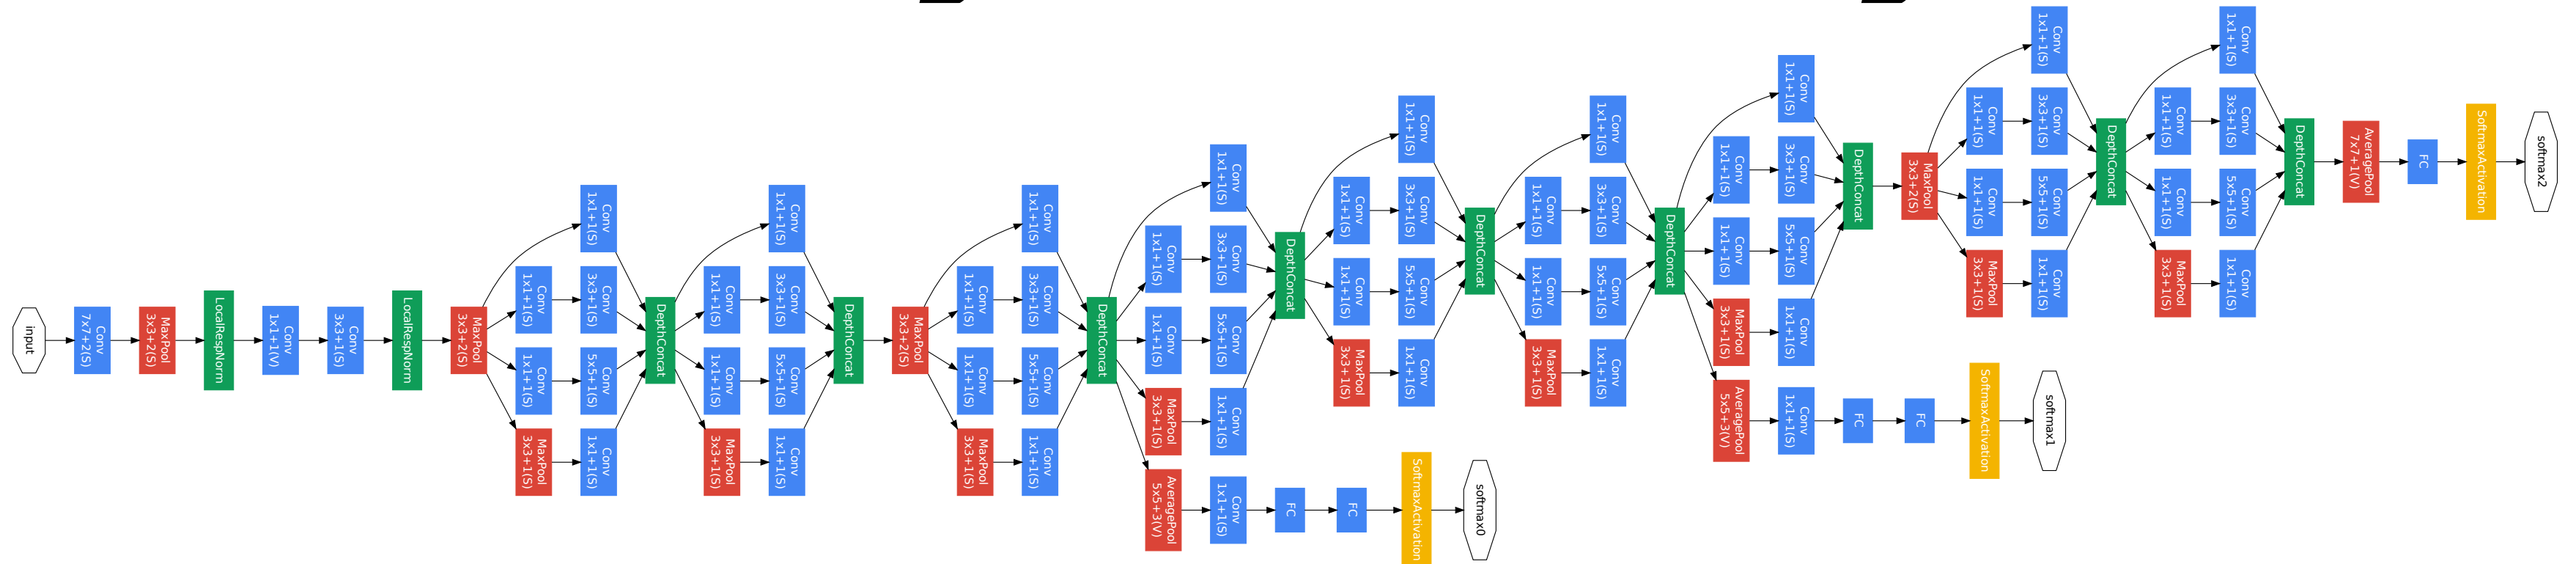 input
Conv
7x7+2(S)
MaxPool
3x3+2(S)
LocalRespNorm
Conv
1x1+1(V)
Conv
3x3+1(S)
LocalRespNorm
MaxPool
3x3+2(S)
Conv
1x1+1(S)
Conv
1x1+1(S)
MaxPool
3x3+1(S)
Conv
1x1+1(S)
Conv
3x3+1(S)
Conv
5x5+1(S)
Conv
1x1+1(S)
DepthConcat
Conv
1x1+1(S)
Conv
1x1+1(S)
MaxPool
3x3+1(S)
Conv
1x1+1(S)
Conv
3x3+1(S)
Conv
5x5+1(S)
Conv
1x1+1(S)
DepthConcat
MaxPool
3x3+2(S)
Conv
1x1+1(S)
Conv
1x1+1(S)
MaxPool
3x3+1(S)
Conv
1x1+1(S)
Conv
3x3+1(S)
Conv
5x5+1(S)
Conv
1x1+1(S)
DepthConcat
Conv
1x1+1(S)
Conv
1x1+1(S)
MaxPool
3x3+1(S)
AveragePool
5x5+3(V)
Conv
1x1+1(S)
Conv
3x3+1(S)
Conv
5x5+1(S)
Conv
1x1+1(S)
Conv
1x1+1(S)
DepthConcat
FC
FC
SoftmaxActivation
softmax0
Conv
1x1+1(S)
Conv
1x1+1(S)
MaxPool
3x3+1(S)
Conv
1x1+1(S)
Conv
3x3+1(S)
Conv
5x5+1(S)
Conv
1x1+1(S)
DepthConcat
Conv
1x1+1(S)
Conv
1x1+1(S)
MaxPool
3x3+1(S)
Conv
1x1+1(S)
Conv
3x3+1(S)
Conv
5x5+1(S)
Conv
1x1+1(S)
DepthConcat
Conv
1x1+1(S)
Conv
1x1+1(S)
MaxPool
3x3+1(S)
AveragePool
5x5+3(V)
Conv
1x1+1(S)
Conv
3x3+1(S)
Conv
5x5+1(S)
Conv
1x1+1(S)
Conv
1x1+1(S)
DepthConcat
FC
FC
SoftmaxActivation
softmax1
MaxPool
3x3+2(S)
Conv
1x1+1(S)
Conv
1x1+1(S)
MaxPool
3x3+1(S)
Conv
1x1+1(S)
Conv
3x3+1(S)
Conv
5x5+1(S)
Conv
1x1+1(S)
DepthConcat
Conv
1x1+1(S)
Conv
1x1+1(S)
MaxPool
3x3+1(S)
Conv
1x1+1(S)
Conv
3x3+1(S)
Conv
5x5+1(S)
Conv
1x1+1(S)
DepthConcat
AveragePool
7x7+1(V)
FC
SoftmaxActivation
softmax2